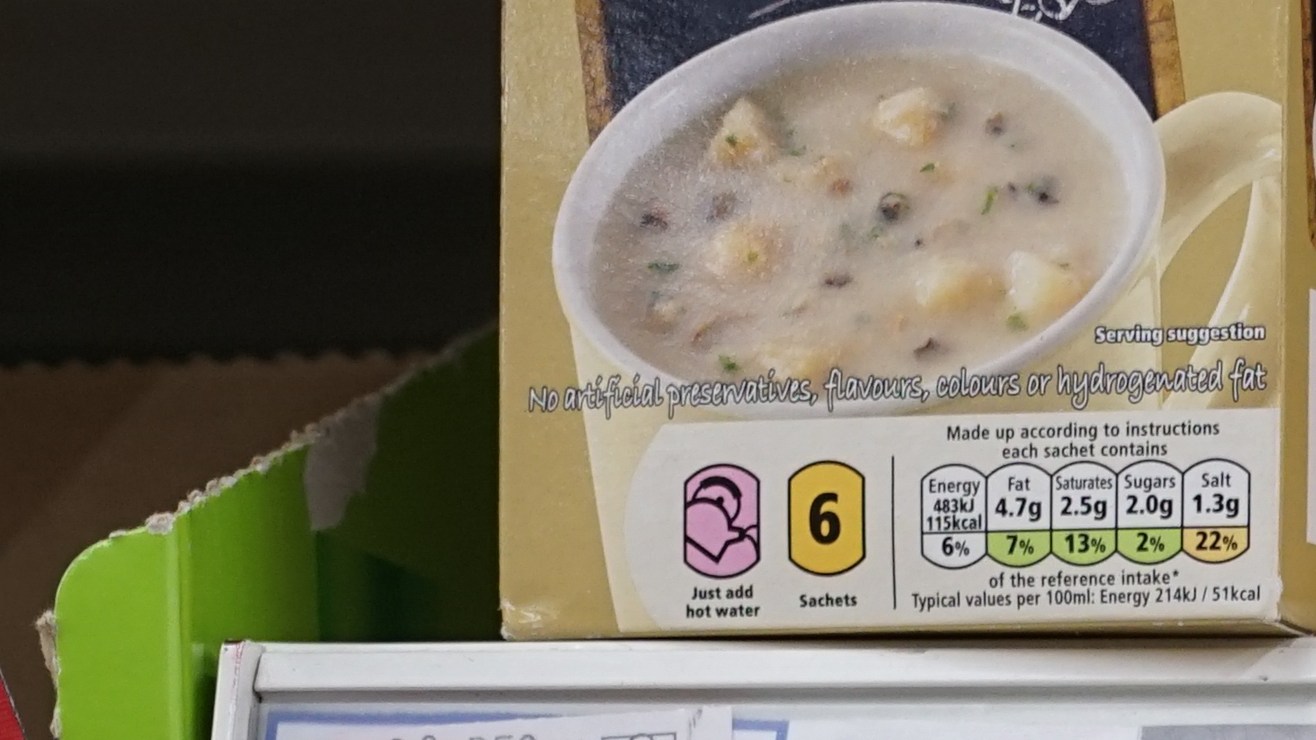 Serving suggestion
No artificial preservatives, flavours, colours or hydrogenated fat
Made up according to instructions
each sachet contains
Energy 483kJ 115kcal 6%
Fat 4.7g 7%
Saturates 2.5g 13%
Sugars 2.0g 2%
Salt 1.3g 22%
of the reference intake*
Typical values per 100ml: Energy 214kJ / 51kcal
Just add
hot water
6
Sachets